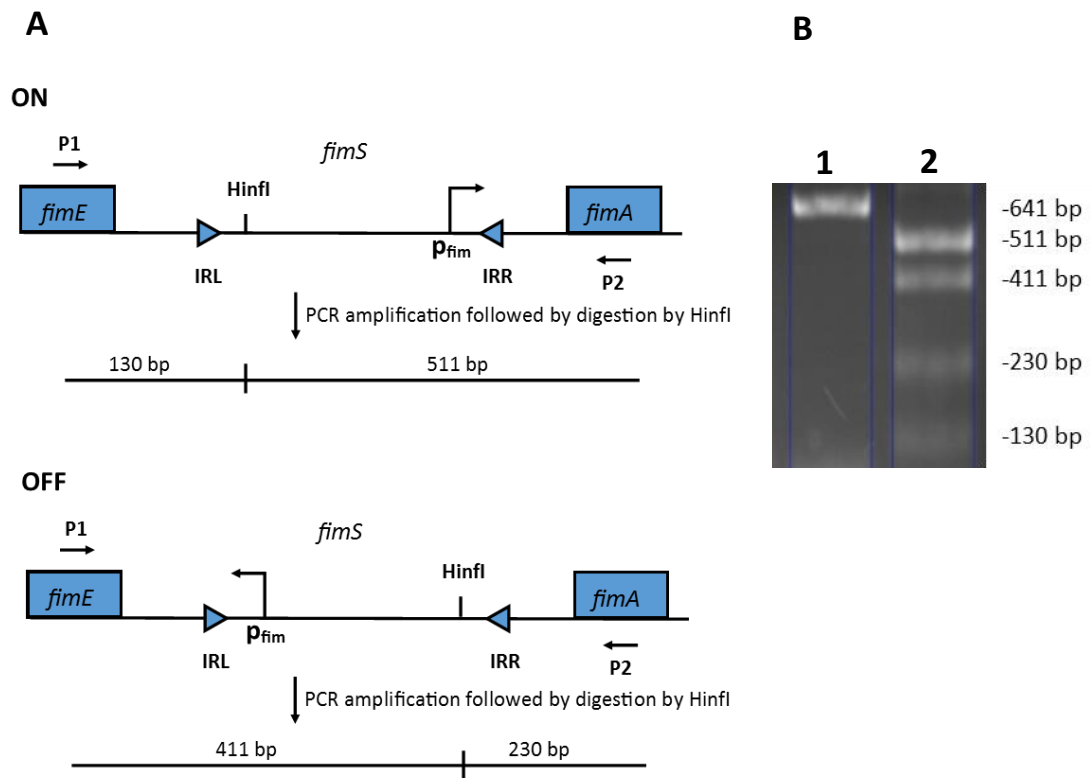 A
ON
P1
fimS
HinfI
fimE
fimA
pfim
IRL
IRR
P2
PCR amplification followed by digestion by HinfI
130 bp
511 bp
OFF
P1
fimS
HinfI
fimE
fimA
pfim
IRL
IRR
P2
PCR amplification followed by digestion by HinfI
411 bp
230 bp
B
1 2
-641 bp
-511 bp
-411 bp
-230 bp
-130 bp